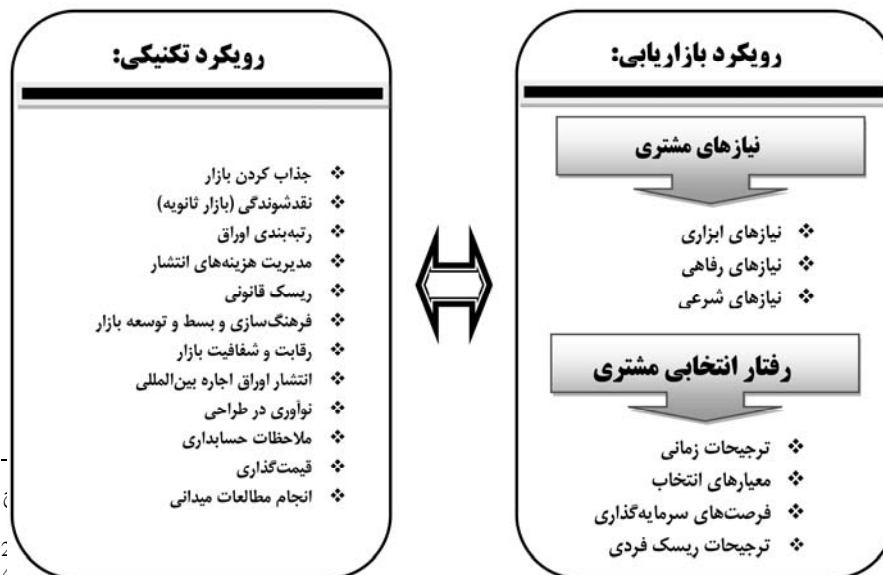 رویکرد بازاریابی:
نیازهای مشتری
❖ نیازهای ابزاری
❖ نیازهای رفاهی
❖ نیازهای شرعی
رفتار انتخابی مشتری
❖ ترجیحات زمانی
❖ معیارهای انتخاب
❖ فرصت‌های سرمایه‌گذاری
❖ ترجیحات ریسک فردی
رویکرد تکنیکی:
❖ جذاب کردن بازار
❖ نقدشوندگی (بازار ثانویه)
❖ رتبه‌بندی اوراق
❖ مدیریت هزینه‌های انتشار
❖ ریسک قانونی
❖ فرهنگ‌سازی و بسط و توسعه بازار
❖ رقابت و شفافیت بازار
❖ انتشار اوراق اجاره بین‌المللی
❖ نوآوری در طراحی
❖ ملاحظات حسابداری
❖ قیمت‌گذاری
❖ انجام مطالعات میدانی